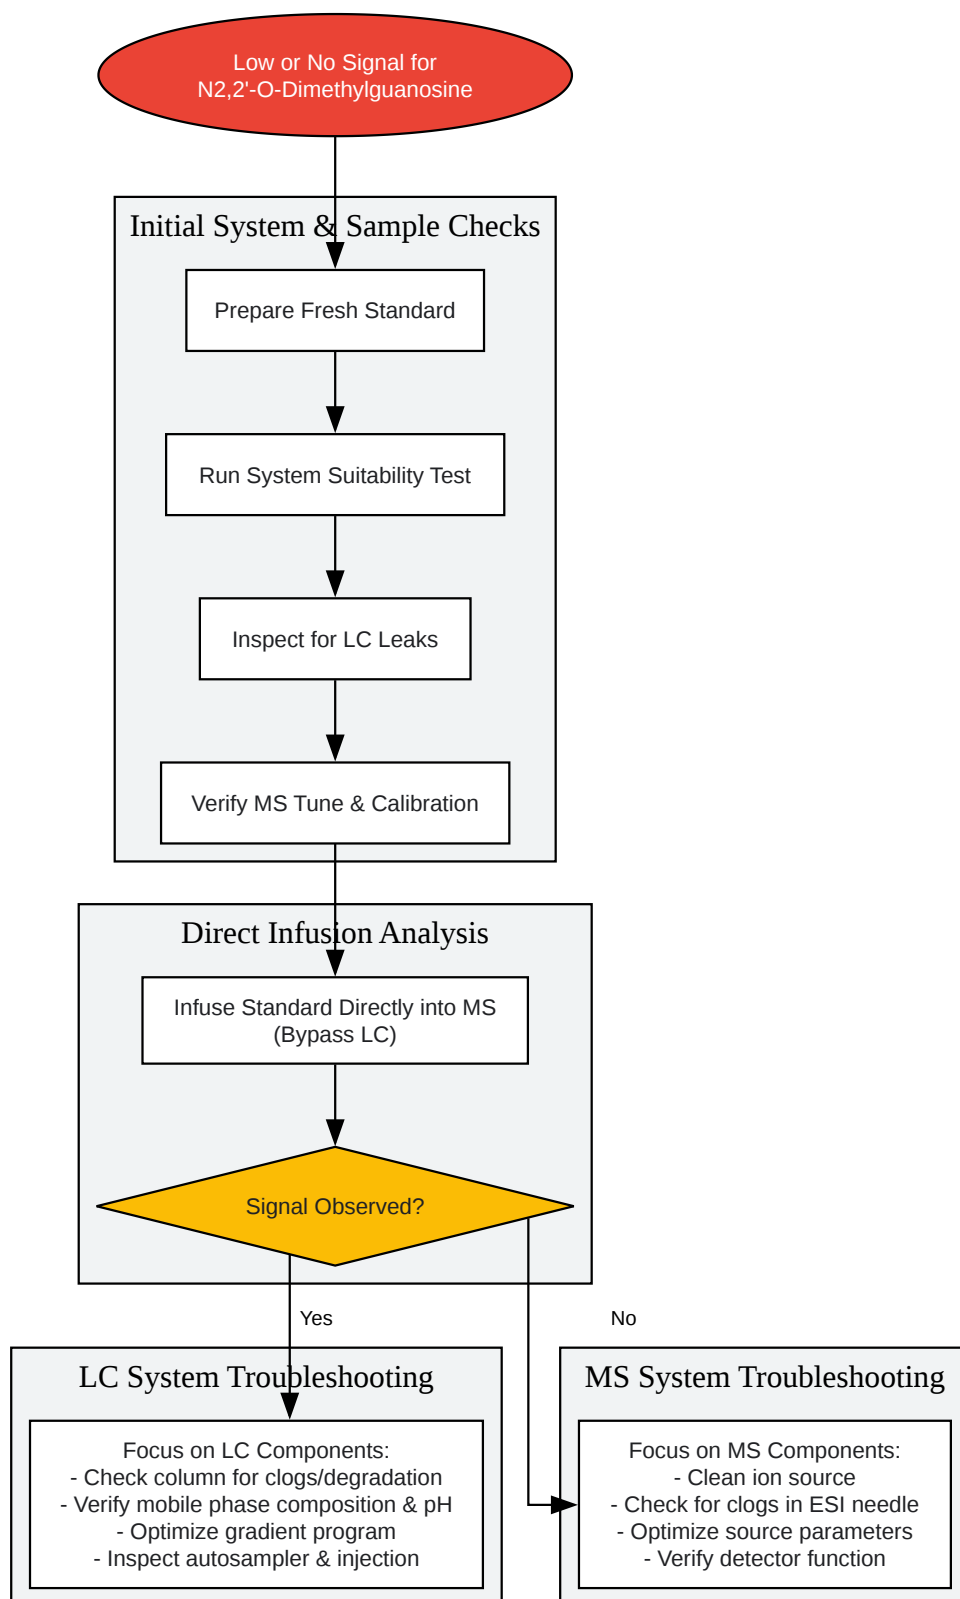 Low or No Signal for
N2,2'-O-Dimethylguanosine
Initial System & Sample Checks
Prepare Fresh Standard
Run System Suitability Test
Inspect for LC Leaks
Verify MS Tune & Calibration
Direct Infusion Analysis
Infuse Standard Directly into MS
(Bypass LC)
Signal Observed?
Yes
No
LC System Troubleshooting
Focus on LC Components:
- Check column for clogs/degradation
- Verify mobile phase composition & pH
- Optimize gradient program
- Inspect autosampler & injection
MS System Troubleshooting
Focus on MS Components:
- Clean ion source
- Check for clogs in ESI needle
- Optimize source parameters
- Verify detector function